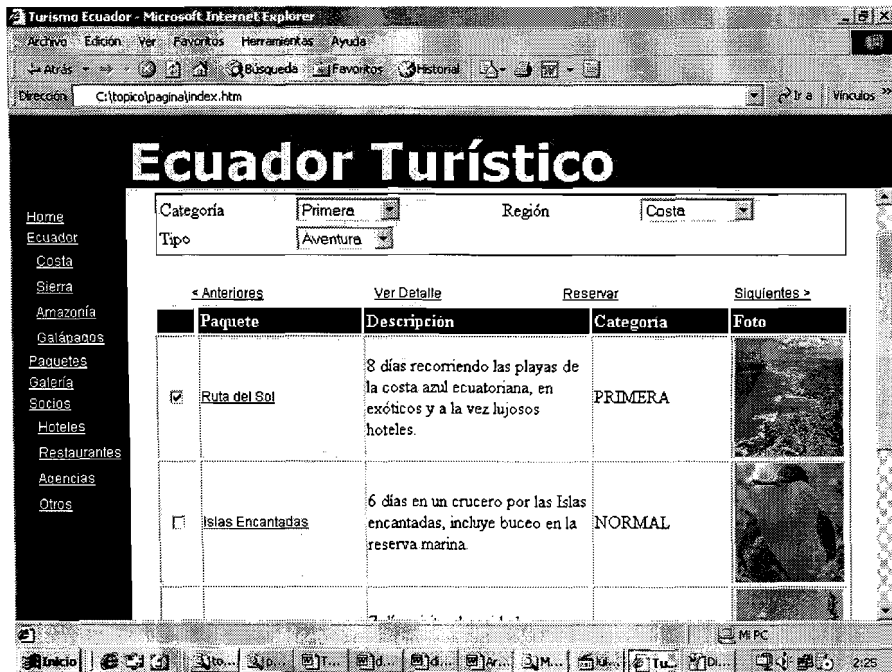 Turismo Ecuador - Microsoft Internet Explorer
Archivo Edición Ver Favoritos Herramientas Ayuda
Atrás Búsqueda Favoritos Historial
Dirección C:\topico\pagina\index.htm Ir a Vínculos »
Ecuador Turístico
Home
Ecuador
Costa
Sierra
Amazonía
Galápagos
Paquetes
Galería
Socios
Hoteles
Restaurantes
Agencias
Otros
Categoría Primera Región Costa
Tipo Aventura
< Anteriores Ver Detalle Reservar Siguientes >
Paquete Descripción Categoria Foto
Ruta del Sol
8 días recorriendo las playas de
la costa azul ecuatoriana, en
exóticos y a la vez lujosos
hoteles.
PRIMERA
Islas Encantadas
6 días en un crucero por las Islas
encantadas, incluye buceo en la
reserva marina.
NORMAL
Mi PC
Inicio 2:25